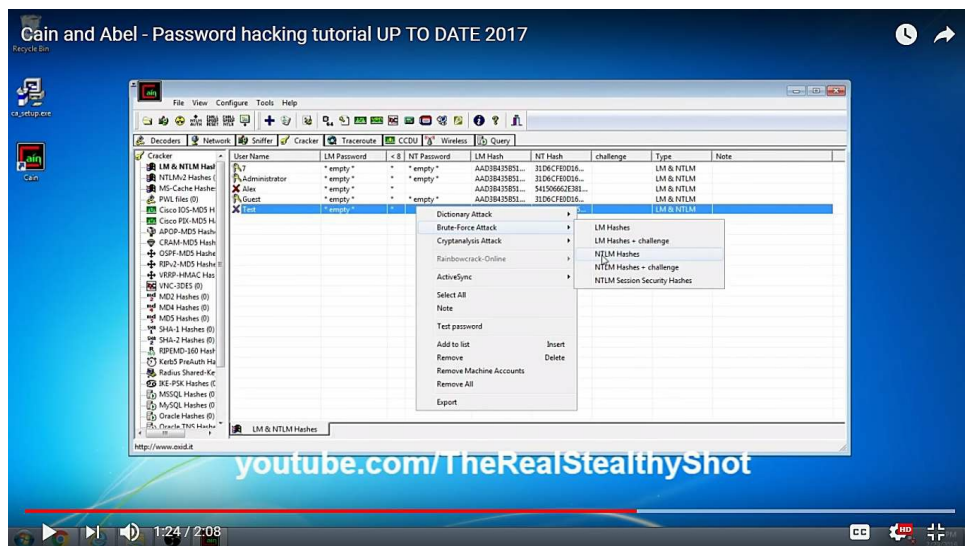 Cain and Abel - Password hacking tutorial UP TO DATE 2017
Recycle Bin
ca_setup.exe
Cain
File View Configure Tools Help
Decoders Network Sniffer Cracker Traceroute CCDU Wireless Query
Cracker
LM & NTLM Hash
NTLMv2 Hashes (
MS-Cache Hashe
PWL files (0)
Cisco IOS-MD5 H
Cisco PIX-MD5 H
APOP-MD5 Hash
CRAM-MD5 Hash
OSPF-MD5 Hashe
RIPv2-MD5 Hashe
VRRP-HMAC Has
VNC-3DES (0)
MD2 Hashes (0)
MD4 Hashes (0)
MD5 Hashes (0)
SHA-1 Hashes (0)
SHA-2 Hashes (0)
RIPEMD-160 Hash
Kerb5 PreAuth Ha
Radius Shared-Ke
IKE-PSK Hashes (
MSSQL Hashes (0
MySQL Hashes (0
Oracle Hashes (0)
Oracle TNS Hashe
User Name LM Password < 8 NT Password LM Hash NT Hash challenge Type Note
7 * empty * * * empty * AAD3B435B51... 31D6CFE0D16... LM & NTLM
Administrator * empty * * * empty * AAD3B435B51... 31D6CFE0D16... LM & NTLM
Alex * empty * * AAD3B435B51... 541506662E381... LM & NTLM
Guest * empty * * * empty * AAD3B435B51... 31D6CFE0D16... LM & NTLM
Test * empty * * LM & NTLM
Dictionary Attack
Brute-Force Attack
Cryptanalysis Attack
Rainbowcrack-Online
ActiveSync
Select All
Note
Test password
Add to list Insert
Remove Delete
Remove Machine Accounts
Remove All
Export
LM Hashes
LM Hashes + challenge
NTLM Hashes
NTLM Hashes + challenge
NTLM Session Security Hashes
LM & NTLM Hashes
http://www.oxid.it
youtube.com/TheRealStealthyShot
1:24 / 2:08
CC
HD